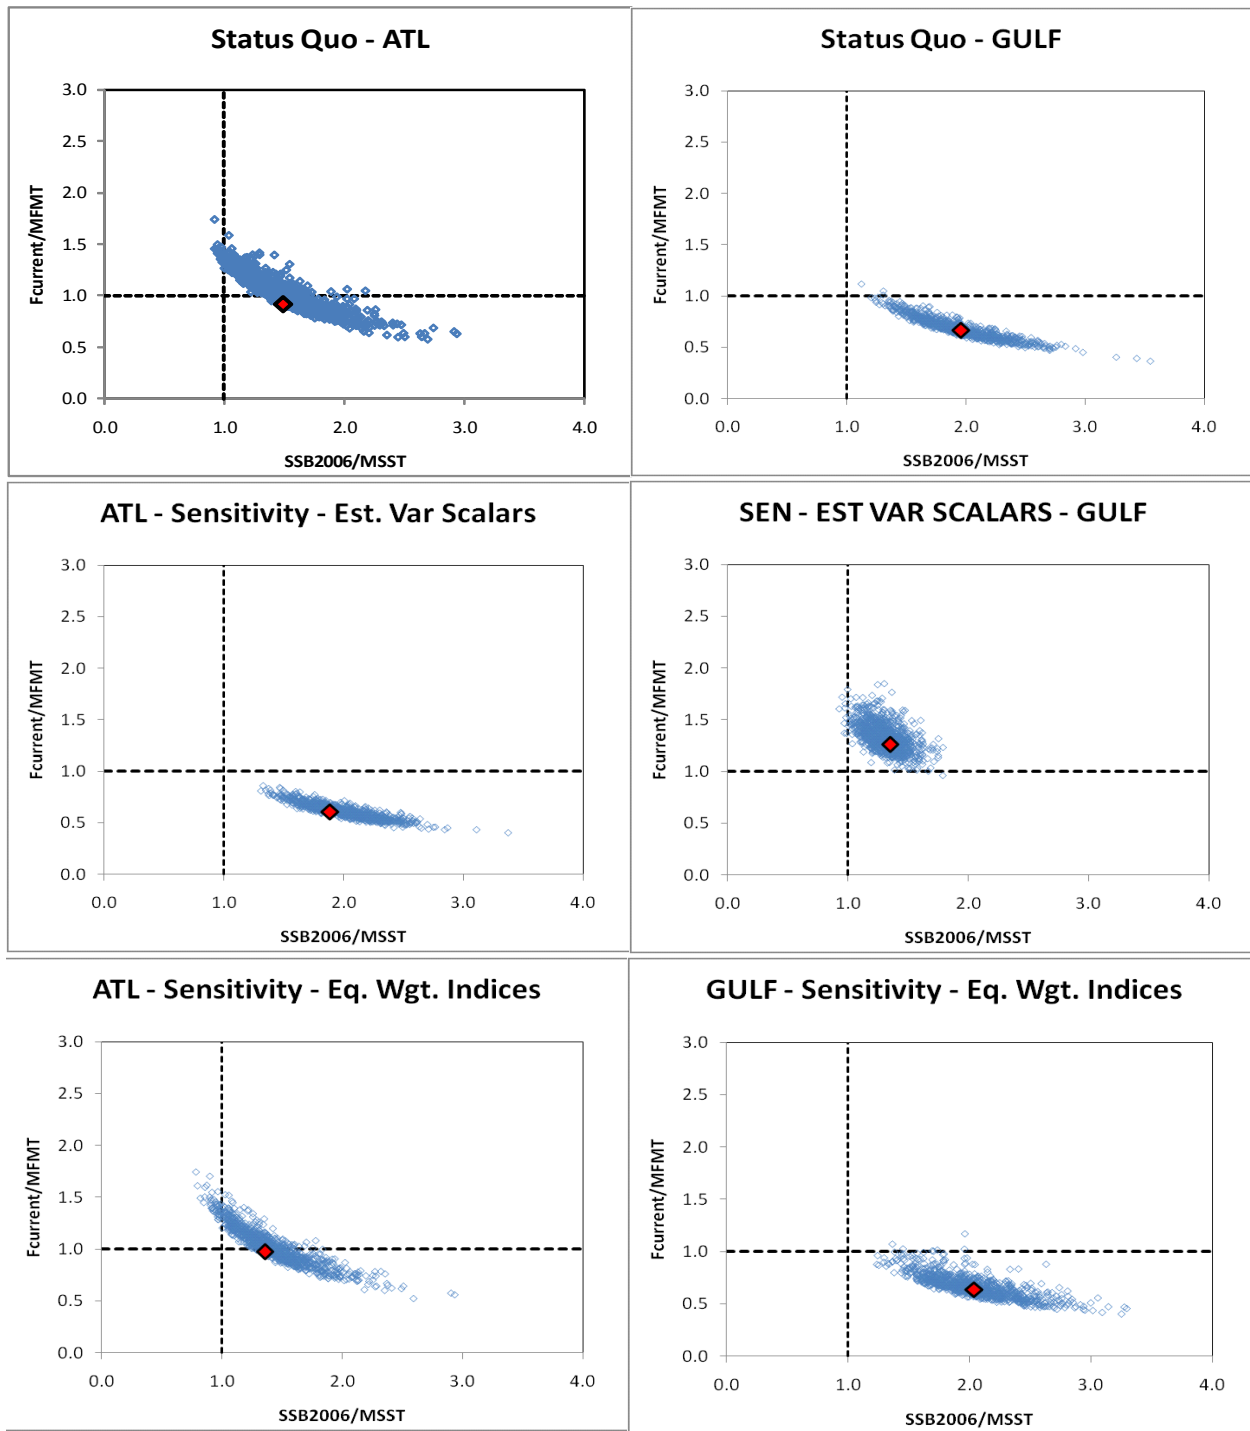 Status Quo - ATL
3.0
2.5
2.0
1.5
1.0
0.5
0.0
Fcurrent/MFMT
0.0 1.0 2.0 3.0 4.0
SSB2006/MSST
Status Quo - GULF
3.0
2.5
2.0
1.5
1.0
0.5
0.0
Fcurrent/MFMT
0.0 1.0 2.0 3.0 4.0
SSB2006/MSST
ATL - Sensitivity - Est. Var Scalars
3.0
2.5
2.0
1.5
1.0
0.5
0.0
Fcurrent/MFMT
0.0 1.0 2.0 3.0 4.0
SSB2006/MSST
SEN - EST VAR SCALARS - GULF
3.0
2.5
2.0
1.5
1.0
0.5
0.0
Fcurrent/MFMT
0.0 1.0 2.0 3.0 4.0
SSB2006/MSST
ATL - Sensitivity - Eq. Wgt. Indices
3.0
2.5
2.0
1.5
1.0
0.5
0.0
Fcurrent/MFMT
0.0 1.0 2.0 3.0 4.0
SSB2006/MSST
GULF - Sensitivity - Eq. Wgt. Indices
3.0
2.5
2.0
1.5
1.0
0.5
0.0
Fcurrent/MFMT
0.0 1.0 2.0 3.0 4.0
SSB2006/MSST